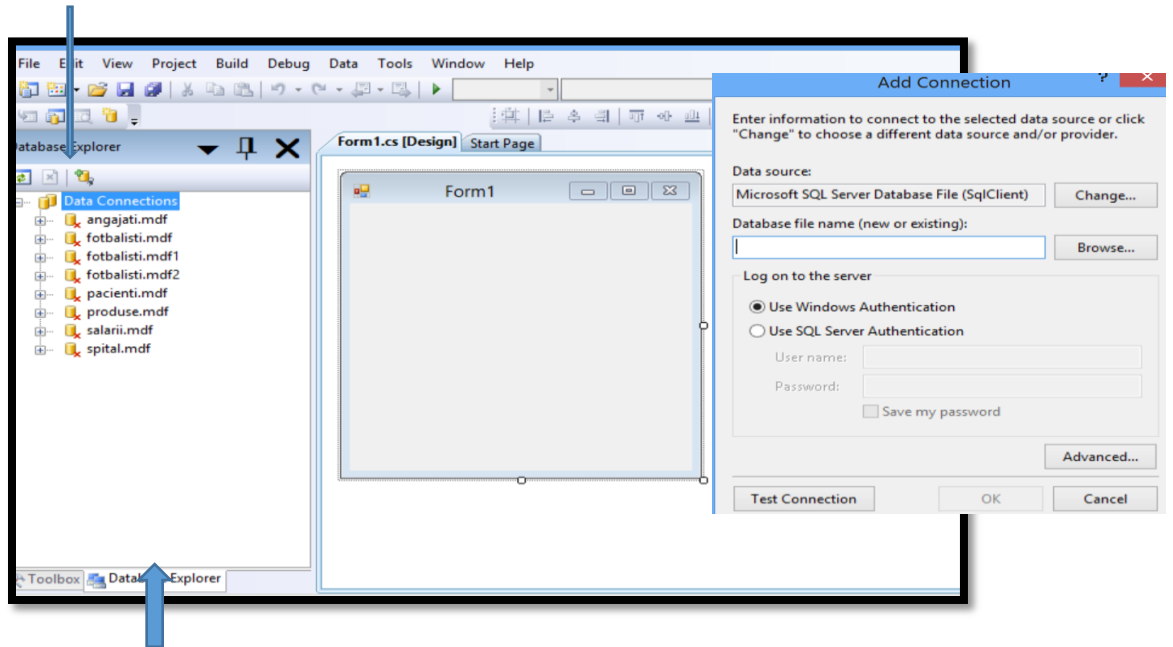 File Edit View Project Build Debug Data Tools Window Help
Database Explorer
Data Connections
angajati.mdf
fotbalisti.mdf
fotbalisti.mdf1
fotbalisti.mdf2
pacienti.mdf
produse.mdf
salarii.mdf
spital.mdf
Toolbox Database Explorer
Form1.cs [Design] Start Page
Form1
Add Connection ?
Enter information to connect to the selected data source or click
"Change" to choose a different data source and/or provider.
Data source:
Microsoft SQL Server Database File (SqlClient) Change...
Database file name (new or existing):
Browse...
Log on to the server
Use Windows Authentication
Use SQL Server Authentication
User name:
Password:
Save my password
Advanced...
Test Connection OK Cancel